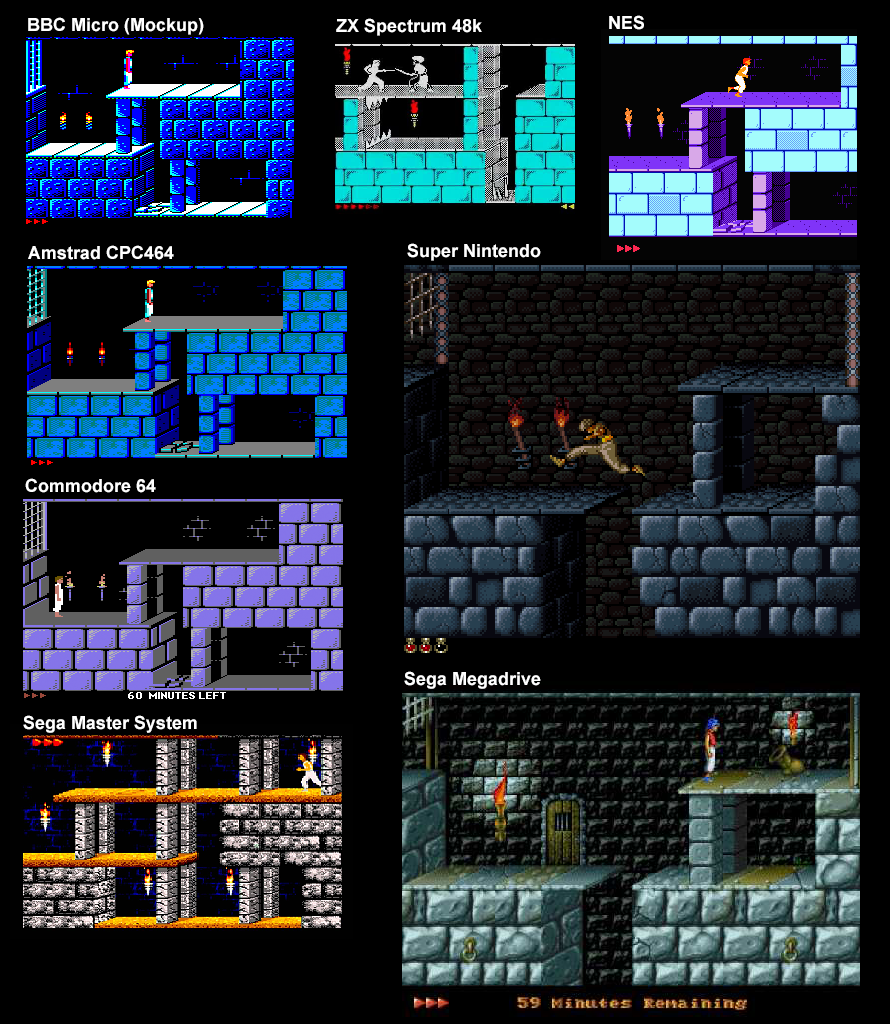 BBC Micro (Mockup)
ZX Spectrum 48k
NES
Amstrad CPC464
Super Nintendo
Commodore 64
60 MINUTES LEFT
Sega Megadrive
Sega Master System
59 Minutes Remaining